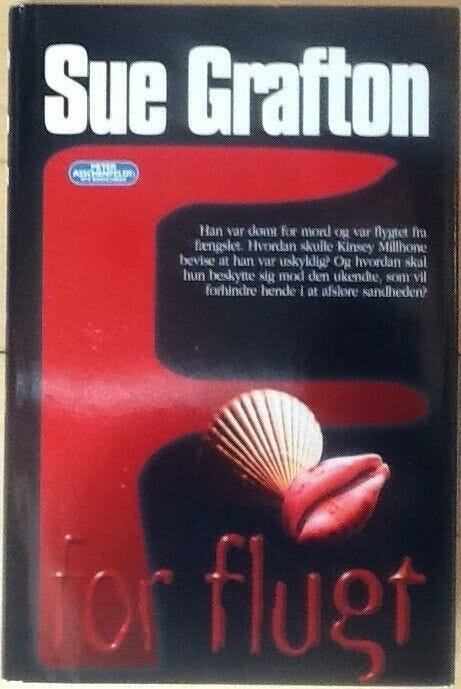 Sue Grafton
PETER
ASSCHENFELDT
Han var dømt for mord og var flygtet fra
fængslet. Hvordan skulle Kinsey Millhone
bevise at han var uskyldig? Og hvordan skal
hun beskytte sig mod den ukendte, som vil
forhindre hende i at afsløre sandheden?
F
for flugt